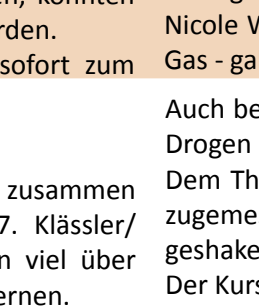 konnten
rden.
sofort zum
zusammen
7. Klässler/
n viel über
ernen.
Nicole W
Gas - ga
Auch be
Drogen
Dem Th
zugeme
geshake
Der Kurs